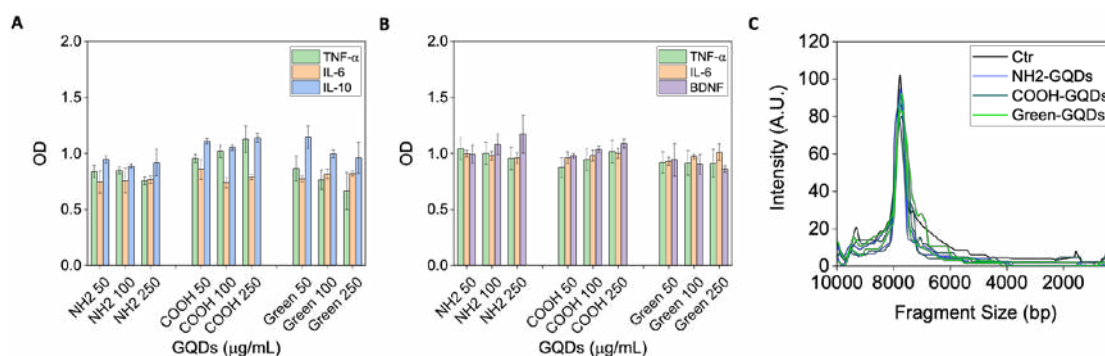 A
2.0
1.5
1.0
0.5
0.0
OD
TNF-α
IL-6
IL-10
NH2 50
NH2 100
NH2 250
COOH 50
COOH 100
COOH 250
Green 50
Green 100
Green 250
GQDs (μg/mL)
B
2.0
1.5
1.0
0.5
0.0
OD
TNF-α
IL-6
BDNF
NH2 50
NH2 100
NH2 250
COOH 50
COOH 100
COOH 250
Green 50
Green 100
Green 250
GQDs (μg/mL)
C
120
100
80
60
40
20
0
Intensity (A.U.)
Ctr
NH2-GQDs
COOH-GQDs
Green-GQDs
10000 8000 6000 4000 2000
Fragment Size (bp)